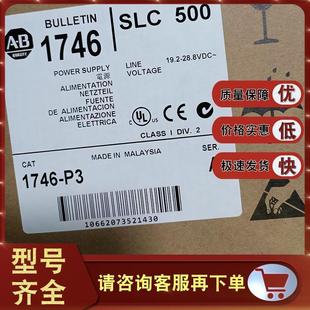 BULLETIN
1746
SLC 500
A-B
QUALITY
POWER SUPPLY
電源
ALIMENTATION
NETZTEIL
FUENTE
DE ALIMENTACION
ALIMENTAZIONE
ELETTRICA
LINE
VOLTAGE
19.2-28.8VDC
CE
UL
CLASS I DIV. 2
CAT
1746-P3
MADE IN MALAYSIA
SER.
10662073521430
质量保障
优
价格实惠
低
极速发货
快
型号
齐全
请咨询客服再下单